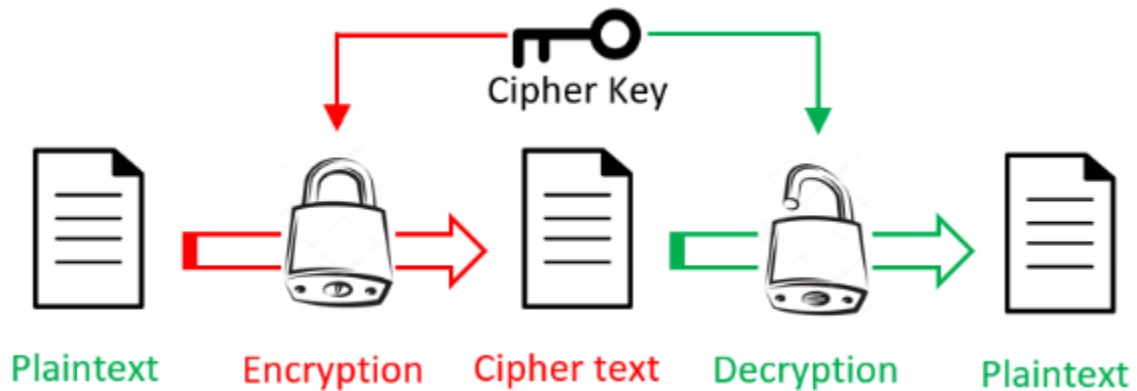 Cipher Key
Plaintext
Encryption
Cipher text
Decryption
Plaintext